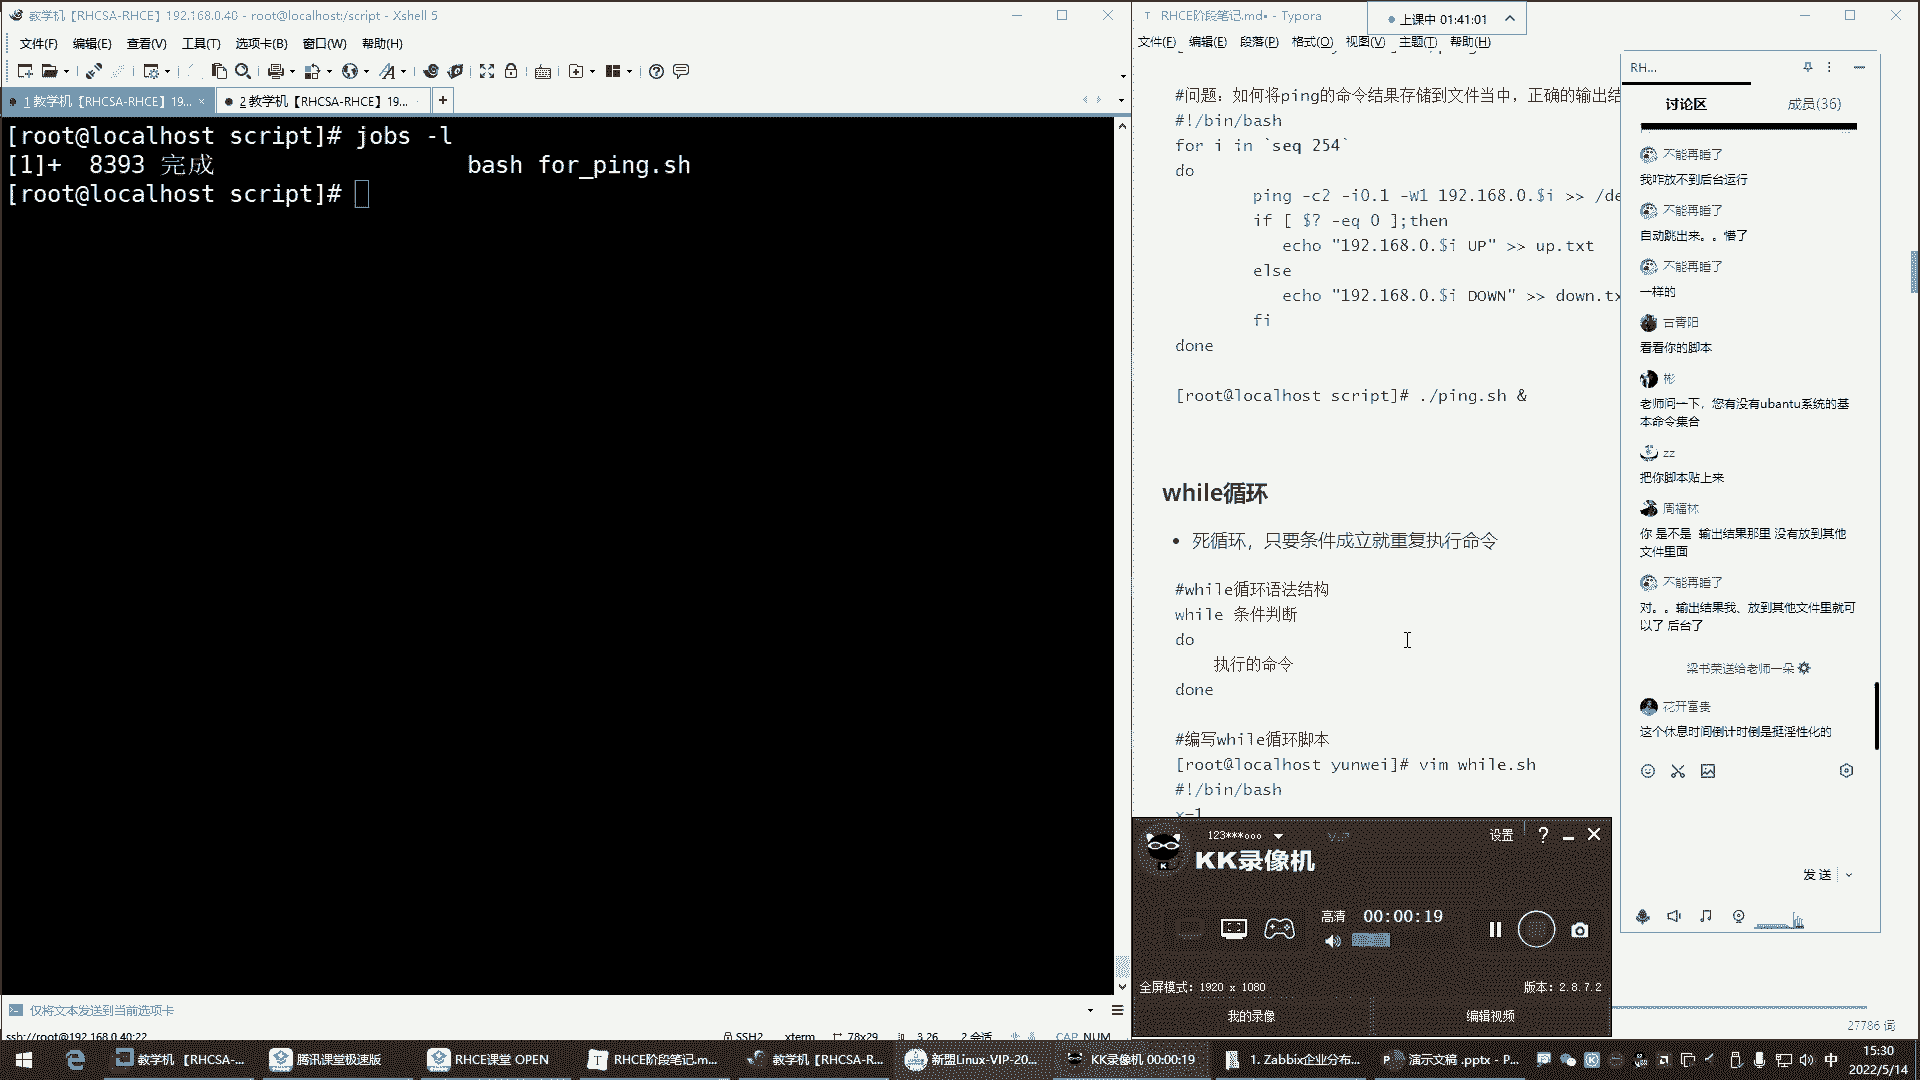 教学机【RHCSA-RHCE】192.168.0.40 - root@localhost:/script - Xshell 5
文件(F) 编辑(E) 查看(V) 工具(T) 选项卡(B) 窗口(W) 帮助(H)
1 教学机【RHCSA-RHCE】19... × 2 教学机【RHCSA-RHCE】19... +
[root@localhost script]# jobs -l
[1]+ 8393 完成 bash for_ping.sh
[root@localhost script]#
仅将文本发送到当前选项卡
ssh://root@192.168.0.40:22 SSH2 xterm 78x29 3,26 2 会话 CAP NUM
RHCE阶段笔记.md• - Typora
上课中 01:41:01
文件(F) 编辑(E) 段落(P) 格式(O) 视图(V) 主题(T) 帮助(H)
#问题：如何将ping的命令结果存储到文件当中，正确的输出结
#!/bin/bash
for i in `seq 254`
do
ping -c2 -i0.1 -W1 192.168.0.$i >> /de
if [ $? -eq 0 ];then
echo "192.168.0.$i UP" >> up.txt
else
echo "192.168.0.$i DOWN" >> down.tx
fi
done
[root@localhost script]# ./ping.sh &
while循环
• 死循环，只要条件成立就重复执行命令
#while循环语法结构
while 条件判断
do
执行的命令
done
#编写while循环脚本
[root@localhost yunwei]# vim while.sh
#!/bin/bash
x=1
27786 词
RH...
讨论区 成员(36)
不能再睡了
我咋放不到后台运行
不能再睡了
自动跳出来。。懵了
不能再睡了
一样的
古青阳
看看你的脚本
彬
老师问一下，您有没有ubantu系统的基
本命令集合
zz
把你脚本贴上来
周福林
你 是不是 输出结果那里 没有放到其他
文件里面
不能再睡了
对。。输出结果我、放到其他文件里就可
以了 后台了
梁书荣送给老师一朵
花开富贵
这个休息时间倒计时倒是挺淫性化的
发送
123***ooo VIP 设置 ?
KK录像机
高清 00:00:19
全屏模式：1920 x 1080 版本：2.8.7.2
我的录像 编辑视频
教学机 【RHCSA-... 腾讯课堂极速版 RHCE课堂 OPEN RHCE阶段笔记.m... 教学机【RHCSA-R... 新盟Linux-VIP-20... KK录像机 00:00:19 1. Zabbix企业分布... 演示文稿 .pptx - P... 中
15:30
2022/5/14